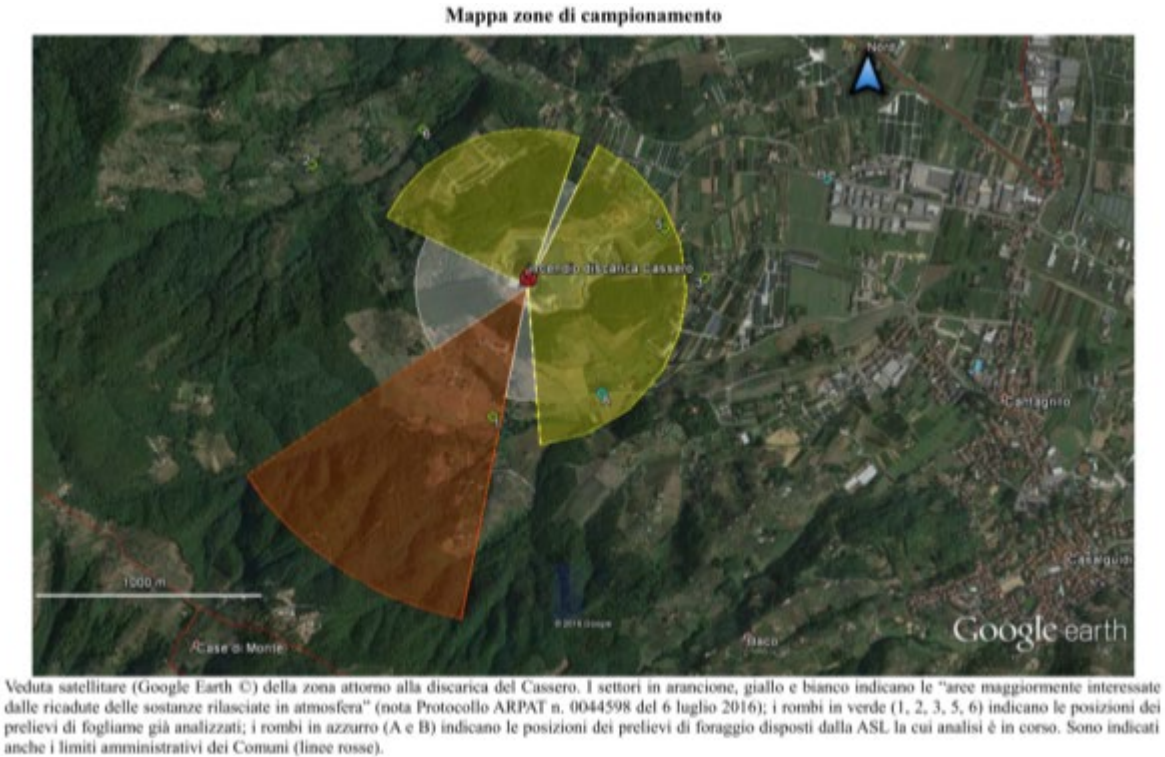 Mappa zone di campionamento
Nord
Incendio discarica Cassero
Cantagrillo
Casalguidi
1000 m
© 2016 Google
Google earth
Case di Monte
Baco
Veduta satellitare (Google Earth ©) della zona attorno alla discarica del Cassero. I settori in arancione, giallo e bianco indicano le “aree maggiormente interessate
dalle ricadute delle sostanze rilasciate in atmosfera” (nota Protocollo ARPAT n. 0044598 del 6 luglio 2016); i rombi in verde (1, 2, 3, 5, 6) indicano le posizioni dei
prelievi di fogliame già analizzati; i rombi in azzurro (A e B) indicano le posizioni dei prelievi di foraggio disposti dalla ASL la cui analisi è in corso. Sono indicati
anche i limiti amministrativi dei Comuni (linee rosse).